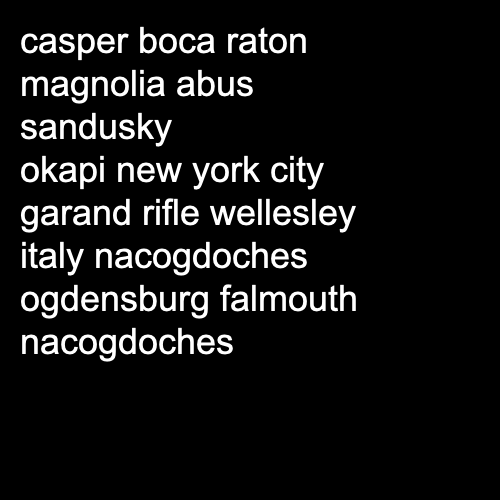 casper boca raton
magnolia abus
sandusky
okapi new york city
garand rifle wellesley
italy nacogdoches
ogdensburg falmouth
nacogdoches